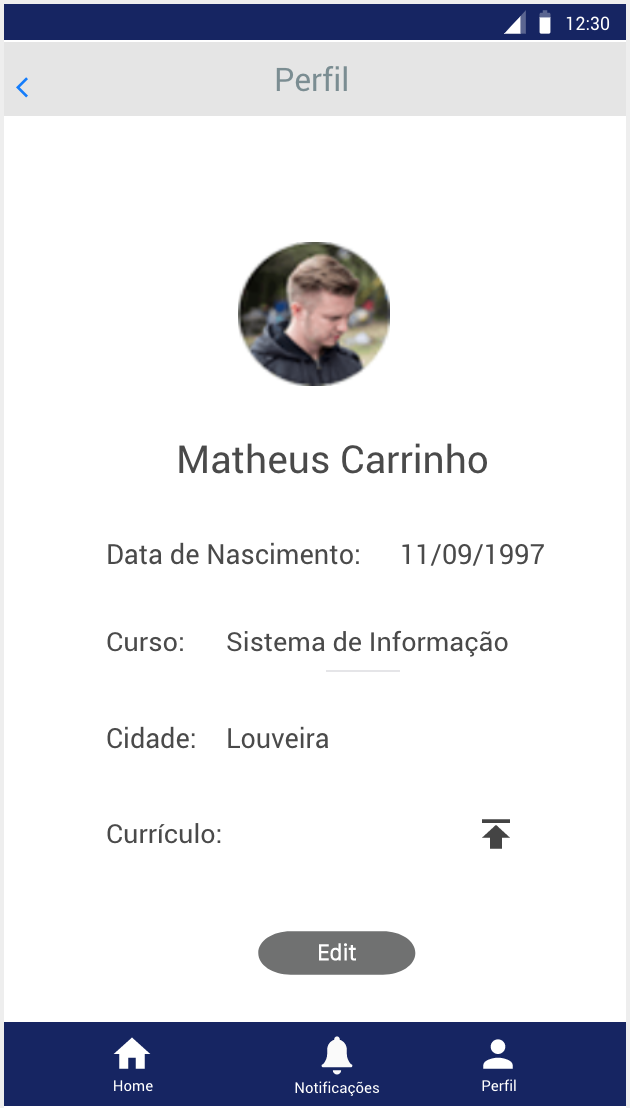 12:30
Perfil
Matheus Carrinho
Data de Nascimento: 11/09/1997
Curso: Sistema de Informação
Cidade: Louveira
Currículo:
Edit
Home Notificações Perfil